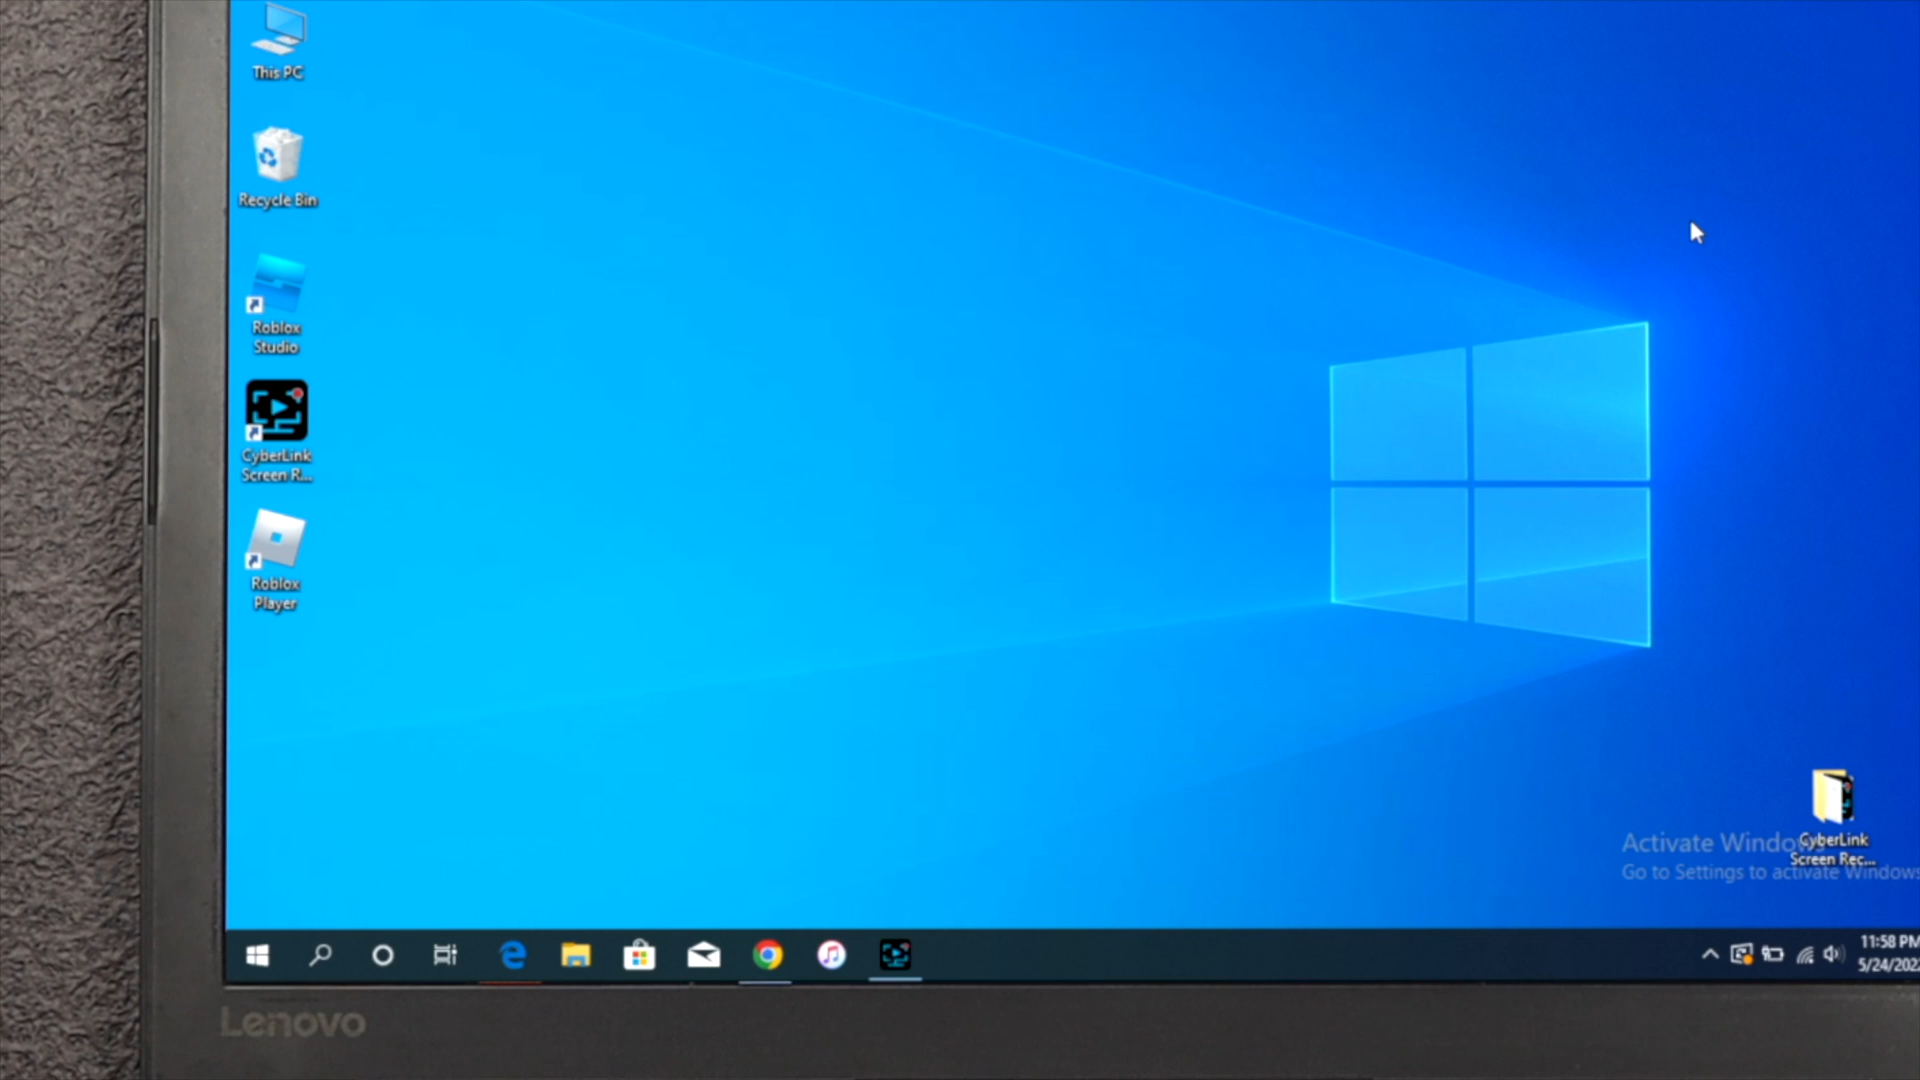 This PC
Recycle Bin
Roblox
Studio
CyberLink
Screen R...
Roblox
Player
CyberLink
Screen Rec...
Activate Windows
Go to Settings to activate Windows
11:58 PM
5/24/202
Lenovo